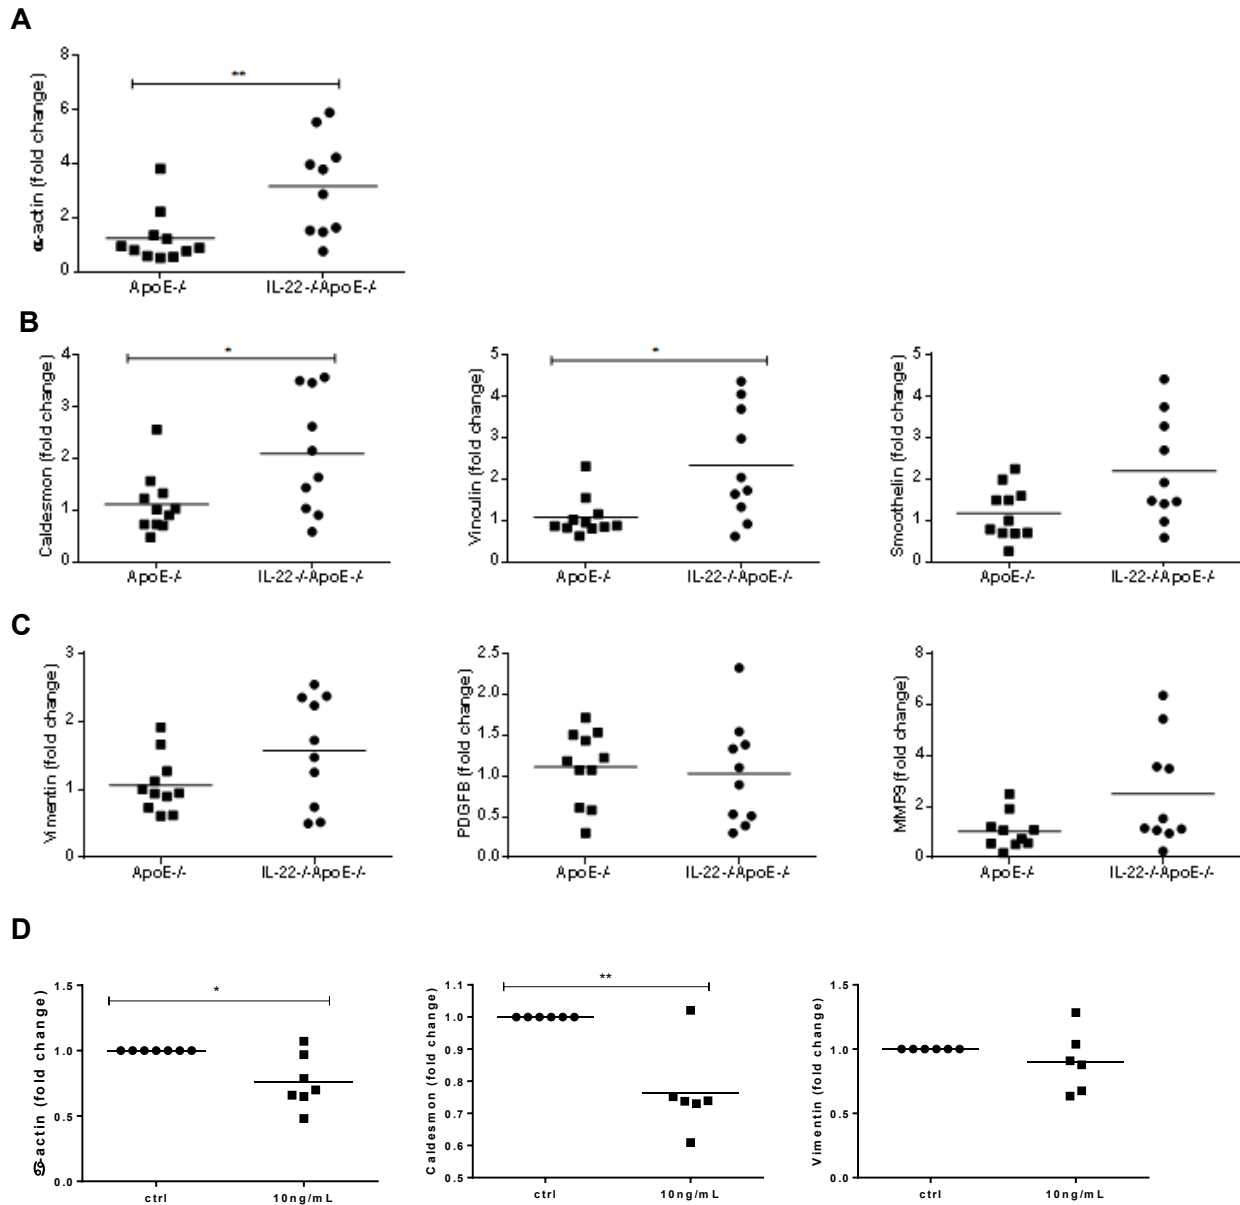 A
α-actin (fold change)
8
6
4
2
0
**
ApoE-/-
IL-22-/-ApoE-/-
B
Caldesmon (fold change)
4
3
2
1
0
*
ApoE-/-
IL-22-/-ApoE-/-
Vinculin (fold change)
5
4
3
2
1
0
*
ApoE-/-
IL-22-/-ApoE-/-
Smoothelin (fold change)
5
4
3
2
1
0
ApoE-/-
IL-22-/-ApoE-/-
C
Vimentin (fold change)
3
2
1
0
ApoE-/-
IL-22-/-ApoE-/-
PDGFB (fold change)
2.5
2.0
1.5
1.0
0.5
0.0
ApoE-/-
IL-22-/-ApoE-/-
MMP9 (fold change)
8
6
4
2
0
ApoE-/-
IL-22-/-ApoE-/-
D
α-actin (fold change)
1.5
1.0
0.5
0.0
*
ctrl
10ng/mL
Caldesmon (fold change)
1.1
1.0
0.9
0.8
0.7
0.6
0.5
**
ctrl
10ng/mL
Vimentin (fold change)
1.5
1.0
0.5
0.0
ctrl
10ng/mL